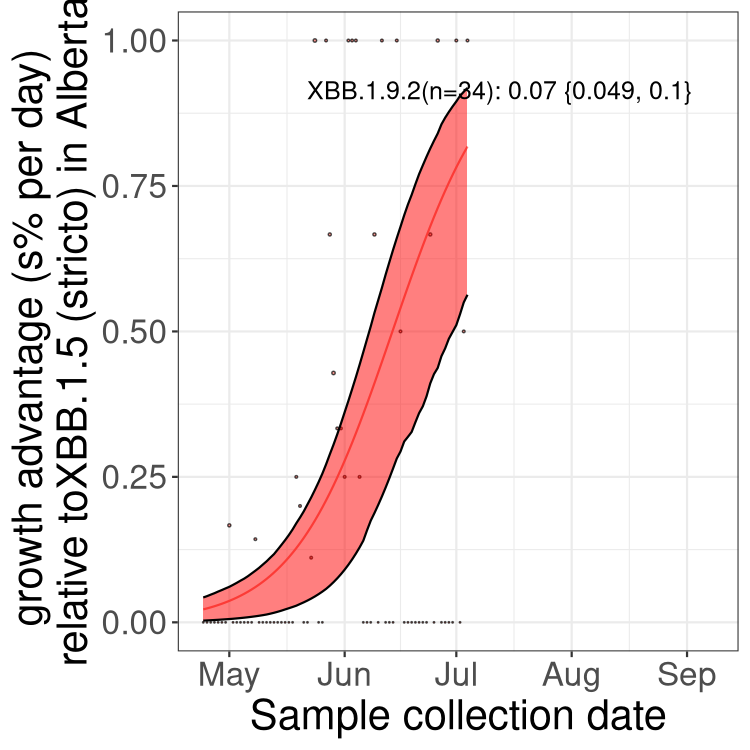 growth advantage (s% per day)
relative toXBB.1.5 (stricto) in Alberta
1.00
0.75
0.50
0.25
0.00
XBB.1.9.2(n=34): 0.07 {0.049, 0.1}
May Jun Jul Aug Sep
Sample collection date